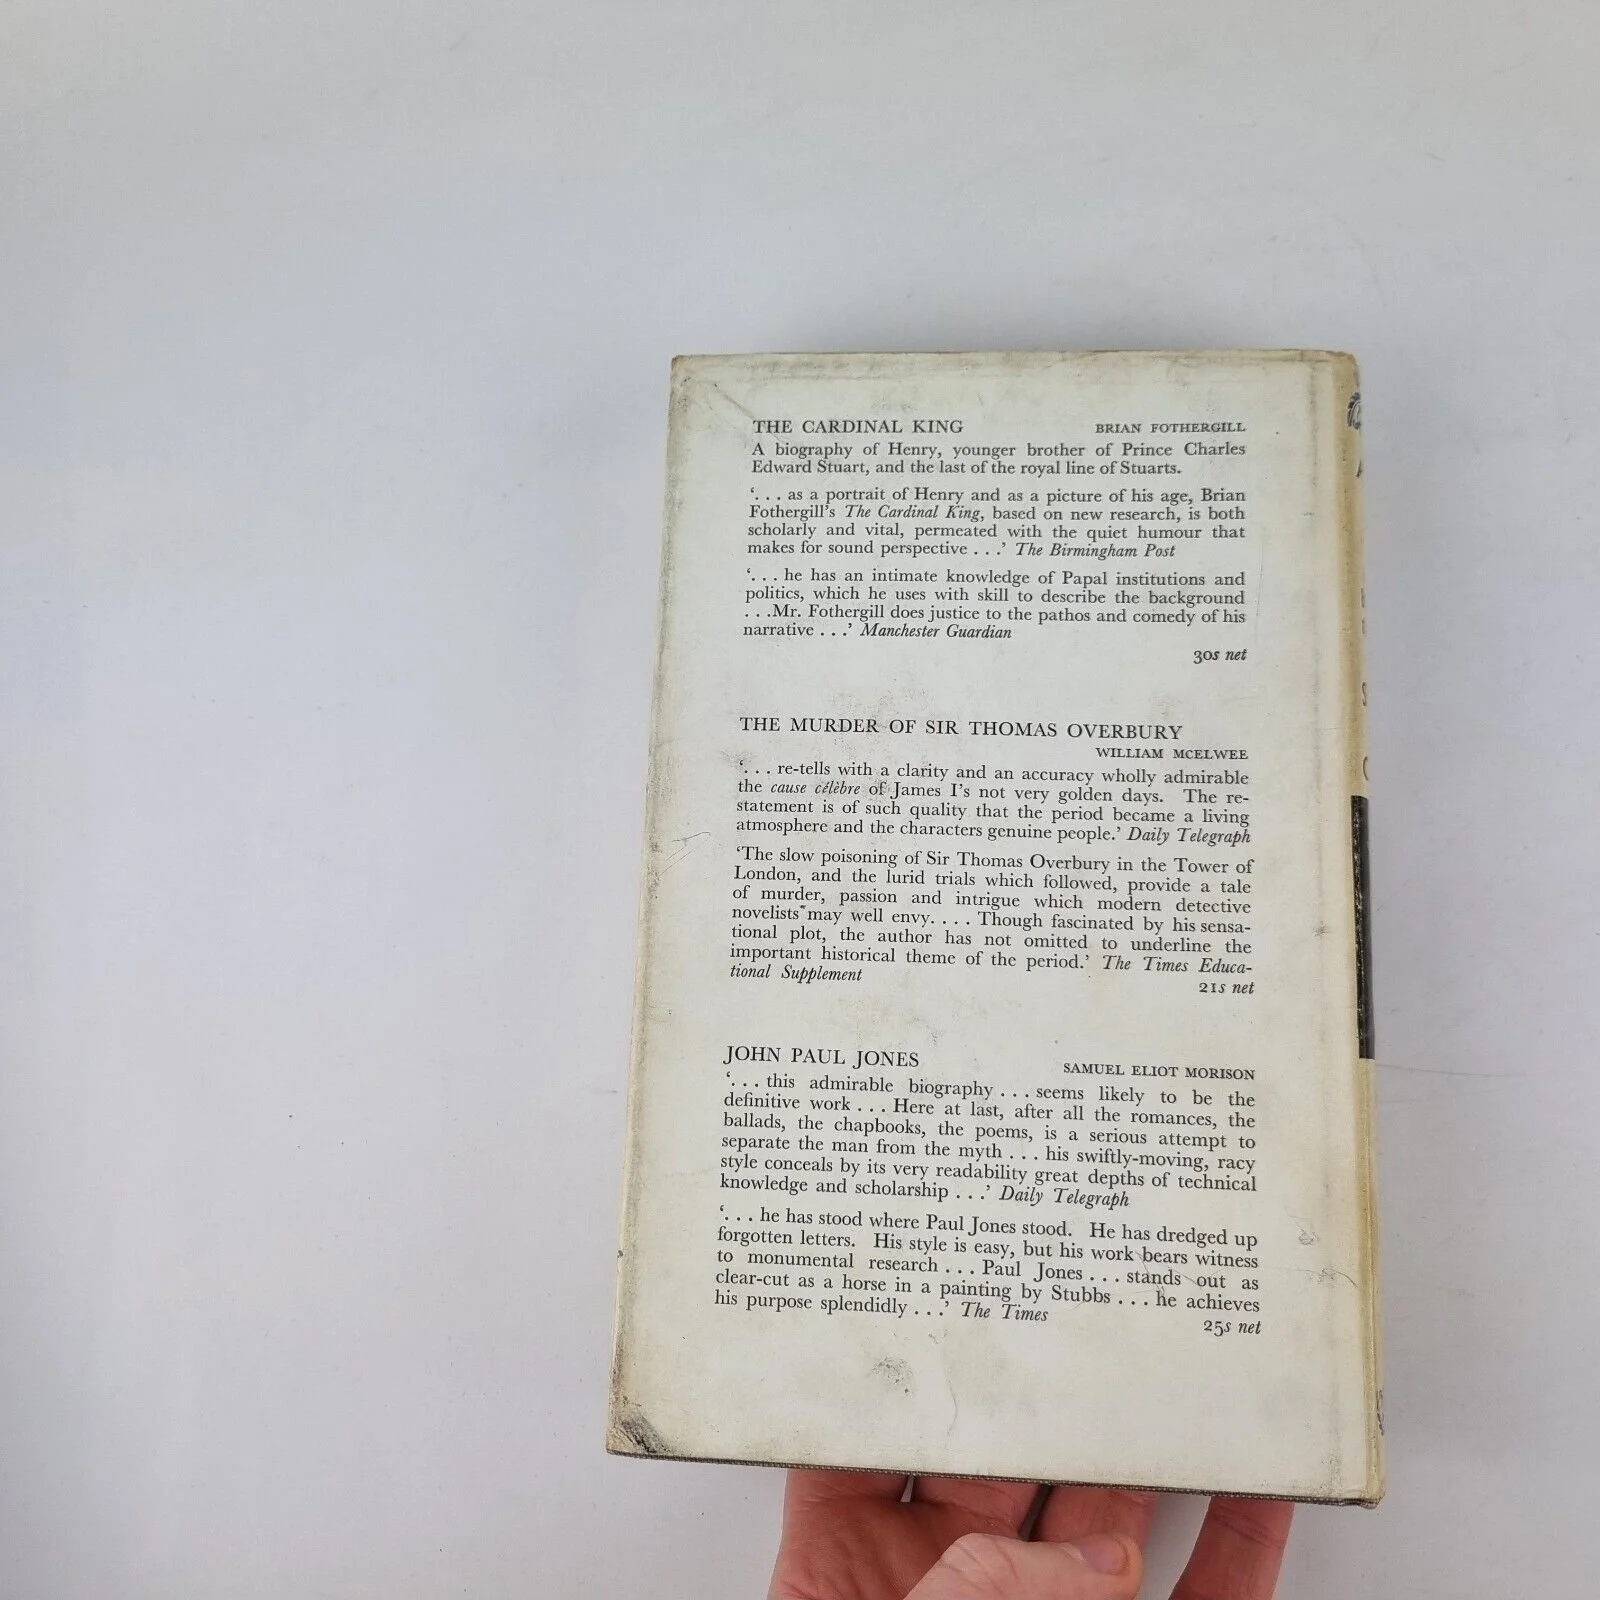 THE CARDINAL KING BRIAN FOTHERGILL
A biography of Henry, younger brother of Prince Charles
Edward Stuart, and the last of the royal line of Stuarts.
‘. . . as a portrait of Henry and as a picture of his age, Brian
Fothergill’s The Cardinal King, based on new research, is both
scholarly and vital, permeated with the quiet humour that
makes for sound perspective . . .’ The Birmingham Post
‘. . . he has an intimate knowledge of Papal institutions and
politics, which he uses with skill to describe the background
. . .Mr. Fothergill does justice to the pathos and comedy of his
narrative . . .’ Manchester Guardian
30s net
THE MURDER OF SIR THOMAS OVERBURY
WILLIAM MCELWEE
‘. . . re-tells with a clarity and an accuracy wholly admirable
the cause célèbre of James I’s not very golden days. The re-
statement is of such quality that the period became a living
atmosphere and the characters genuine people.’ Daily Telegraph
‘The slow poisoning of Sir Thomas Overbury in the Tower of
London, and the lurid trials which followed, provide a tale
of murder, passion and intrigue which modern detective
novelists may well envy. . . . Though fascinated by his sensa-
tional plot, the author has not omitted to underline the
important historical theme of the period.’ The Times Educa-
tional Supplement
21s net
JOHN PAUL JONES SAMUEL ELIOT MORISON
‘. . . this admirable biography . . . seems likely to be the
definitive work . . . Here at last, after all the romances, the
ballads, the chapbooks, the poems, is a serious attempt to
separate the man from the myth . . . his swiftly-moving, racy
style conceals by its very readability great depths of technical
knowledge and scholarship . . .’ Daily Telegraph
‘. . . he has stood where Paul Jones stood. He has dredged up
forgotten letters. His style is easy, but his work bears witness
to monumental research . . . Paul Jones . . . stands out as
clear-cut as a horse in a painting by Stubbs . . . he achieves
his purpose splendidly . . .’ The Times
25s net